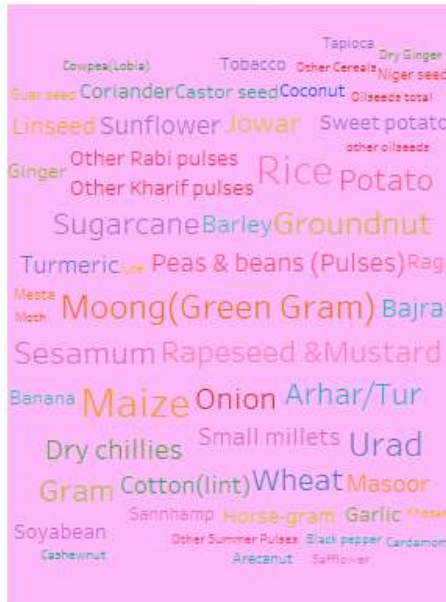 Tapioca
Cowpea(Lobia) Tobacco Other Cereals Dry Ginger
Niger seed
Guar seed Coriander Castor seed Coconut Oilseeds total
Linseed Sunflower Jowar Sweet potato
other oilseeds
Ginger Other Rabi pulses Rice Potato
Other Kharif pulses
Sugarcane Barley Groundnut
Turmeric Jute Peas & beans (Pulses) Rag
Mesta
Moth Moong(Green Gram) Bajra
Sesamum Rapeseed &Mustard
Banana Maize Onion Arhar/Tur
Dry chillies Small millets Urad
Gram Cotton(lint) Wheat Masoor
Sannhamp Horse-gram Garlic Khesar
Soyabean Other Summer Pulses Black pepper Cardamom
Cashewnut Arecanut Safflower